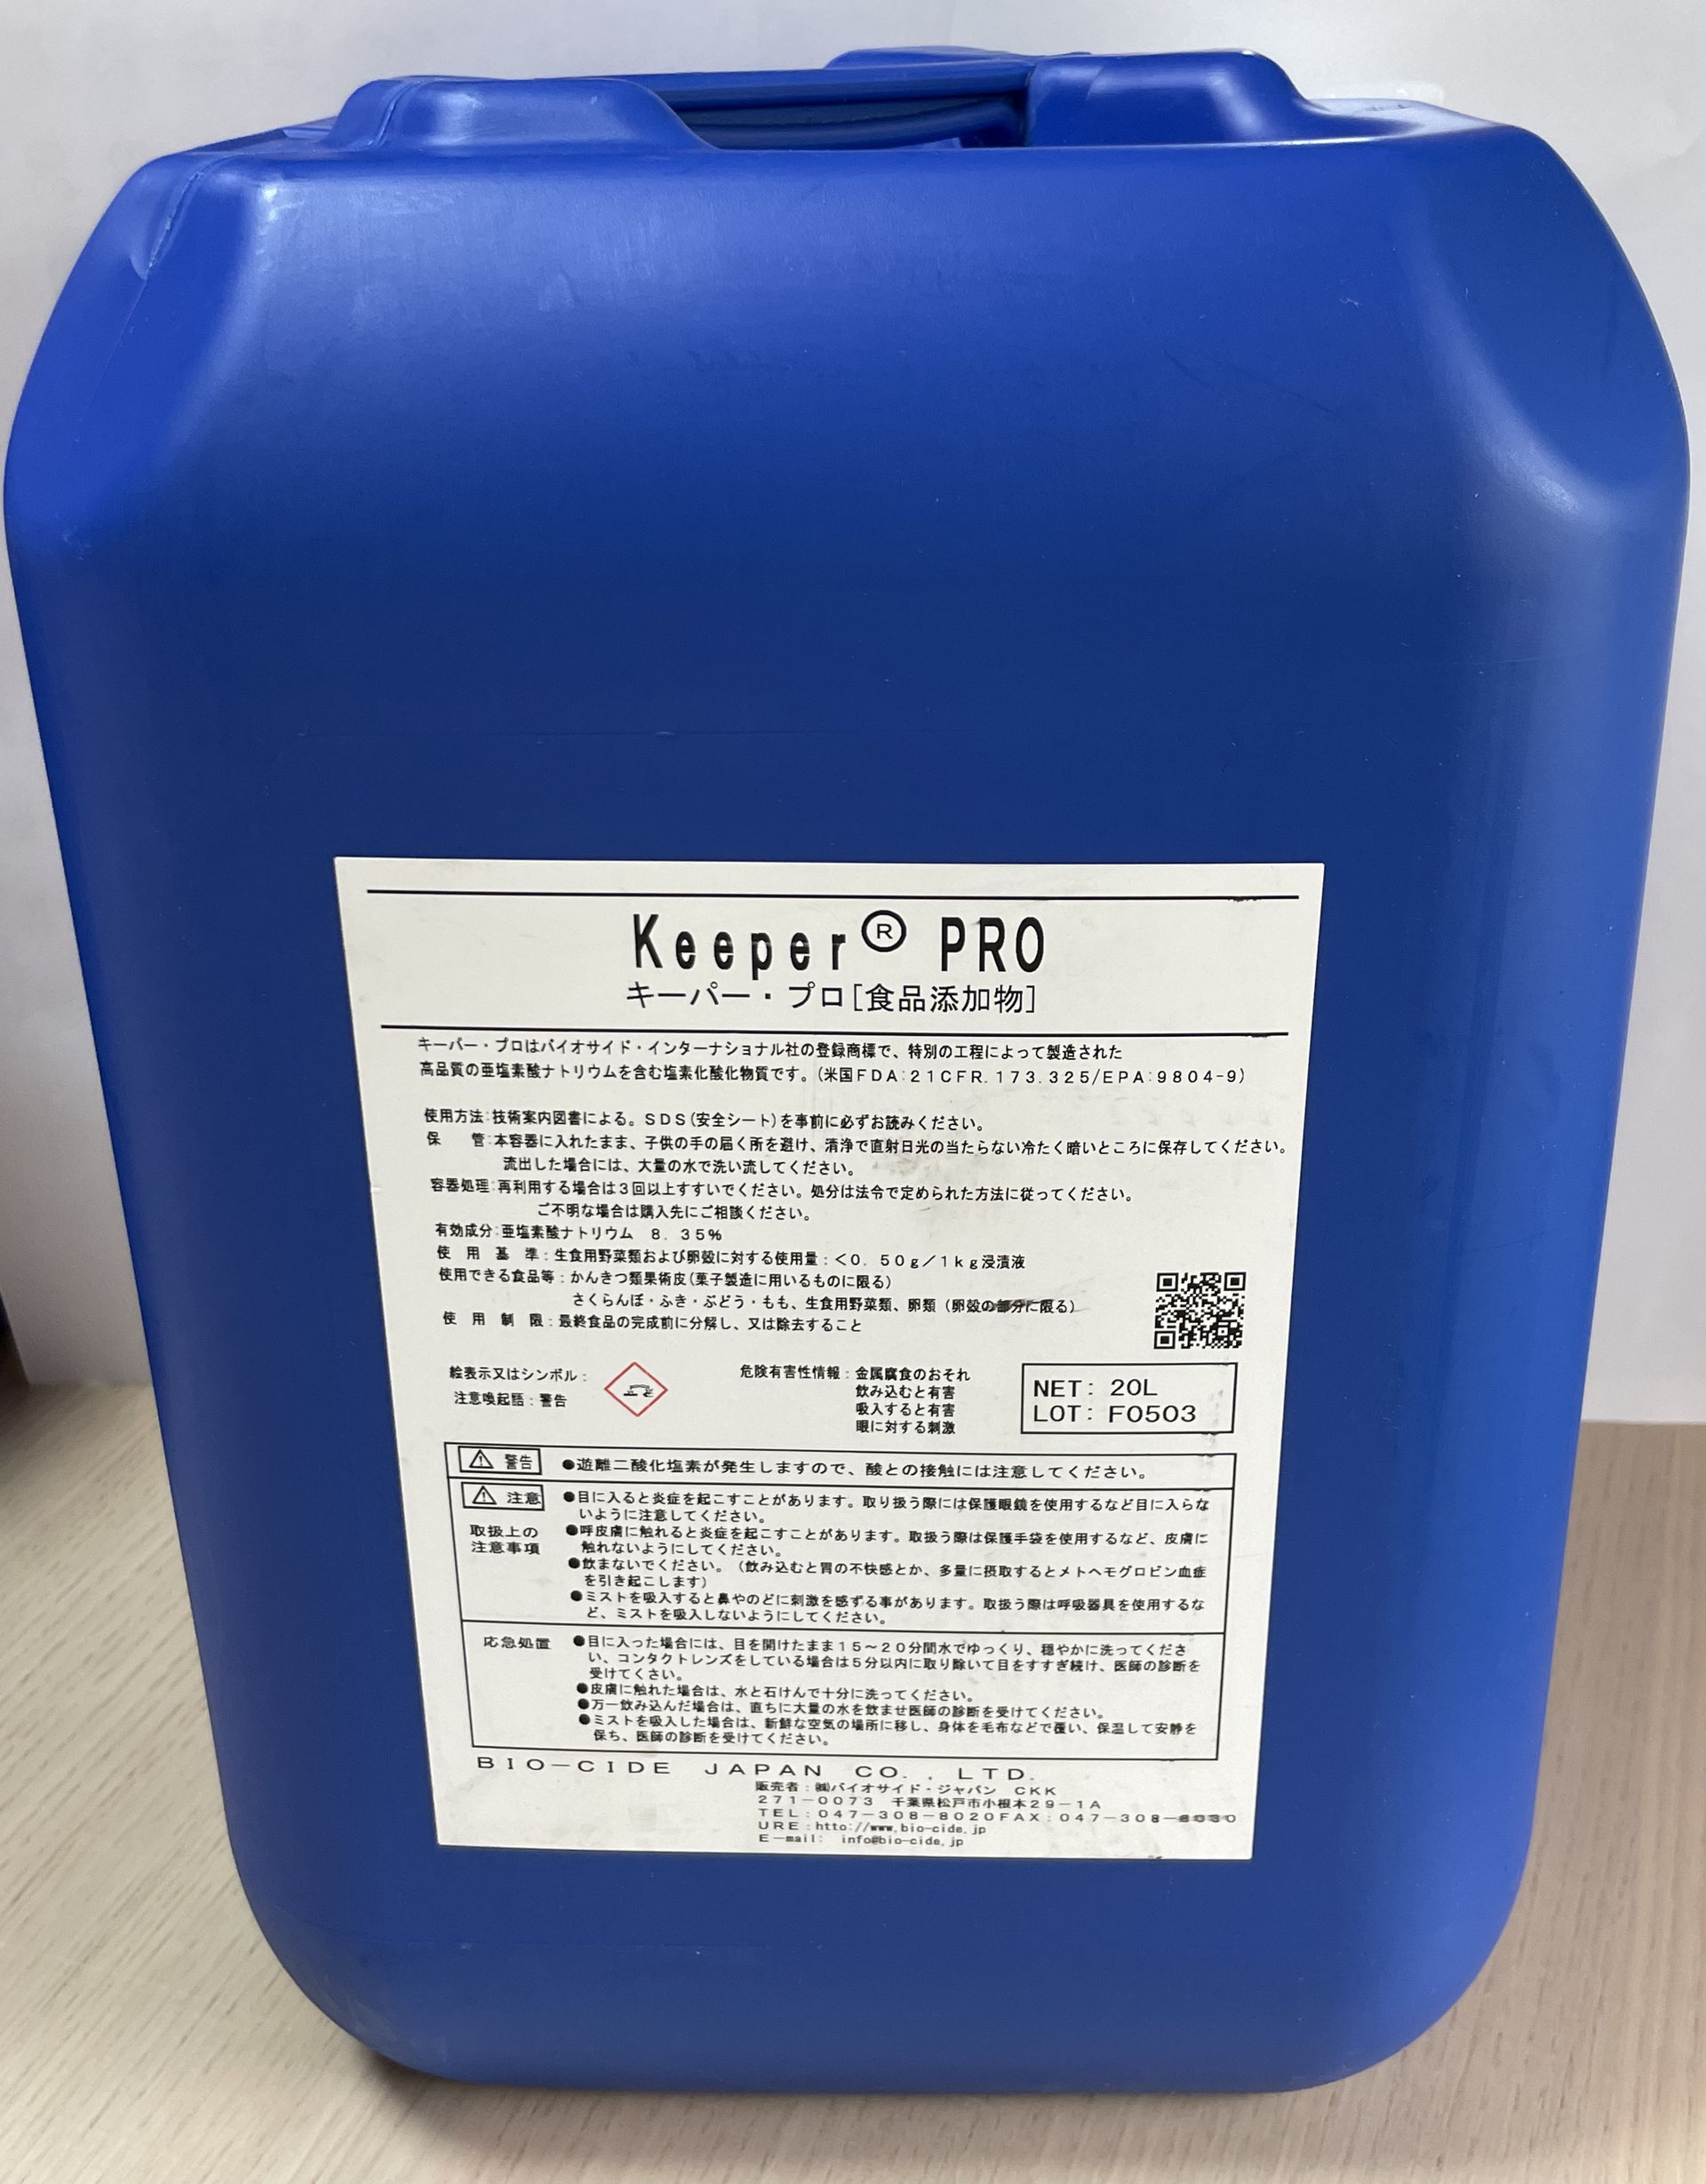 Keeper® PRO
キーパー・プロ[食品添加物]
キーパー・プロはバイオサイド・インターナショナル社の登録商標で、特別の工程によって製造された
高品質の亜塩素酸ナトリウムを含む塩素化酸化物質です。(米国FDA:21CFR.173.325/EPA:9804-9)
使用方法:技術案内図書による。SDS(安全シート)を事前に必ずお読みください。
保　管:本容器に入れたまま、子供の手の届く所を避け、清浄で直射日光の当たらない冷たく暗いところに保存してください。
流出した場合には、大量の水で洗い流してください。
容器処理:再利用する場合は3回以上すすいでください。処分は法令で定められた方法に従ってください。
ご不明な場合は購入先にご相談ください。
有効成分:亜塩素酸ナトリウム　8.35%
使　用　基　準：生食用野菜類および卵殻に対する使用量：<0.50g／1kg浸漬液
使用できる食品等：かんきつ類果術皮(菓子製造に用いるものに限る)
さくらんぼ・ふき・ぶどう・もも、生食用野菜類、卵類（卵殻の部分に限る）
使　用　制　限：最終食品の完成前に分解し、又は除去すること
絵表示又はシンボル：
注意喚起語：警告
危険有害性情報：金属腐食のおそれ
飲み込むと有害
吸入すると有害
眼に対する刺激
NET: 20L
LOT: F0503
⚠ 警告　●遊離二酸化塩素が発生しますので、酸との接触には注意してください。
⚠ 注意
取扱上の
注意事項
●目に入ると炎症を起こすことがあります。取り扱う際には保護眼鏡を使用するなど目に入らな
いように注意してください。
●呼皮膚に触れると炎症を起こすことがあります。取扱う際は保護手袋を使用するなど、皮膚に
触れないようにしてください。
●飲まないでください。（飲み込むと胃の不快感とか、多量に摂取するとメトヘモグロビン血症
を引き起こします）
●ミストを吸入すると鼻やのどに刺激を感ずる事があります。取扱う際は呼吸器具を使用するな
ど、ミストを吸入しないようにしてください。
応急処置
●目に入った場合には、目を開けたまま15～20分間水でゆっくり、穏やかに洗ってくださ
い、コンタクトレンズをしている場合は5分以内に取り除いて目をすすぎ続け、医師の診断を
受けてくさい。
●皮膚に触れた場合は、水と石けんで十分に洗ってください。
●万一飲み込んだ場合は、直ちに大量の水を飲ませ医師の診断を受けてください。
●ミストを吸入した場合は、新鮮な空気の場所に移し、身体を毛布などで覆い、保温して安静を
保ち、医師の診断を受けてください。
BIO－CIDE　JAPAN　CO.，LTD.
販売者：㈱バイオサイド・ジャパン　CKK
271－0073　千葉県松戸市小根本29－1A
TEL：047－308－8020FAX：047－308－8030
URE：htto://www.bio-cide.jp
E－mail:　info@bio-cide.jp